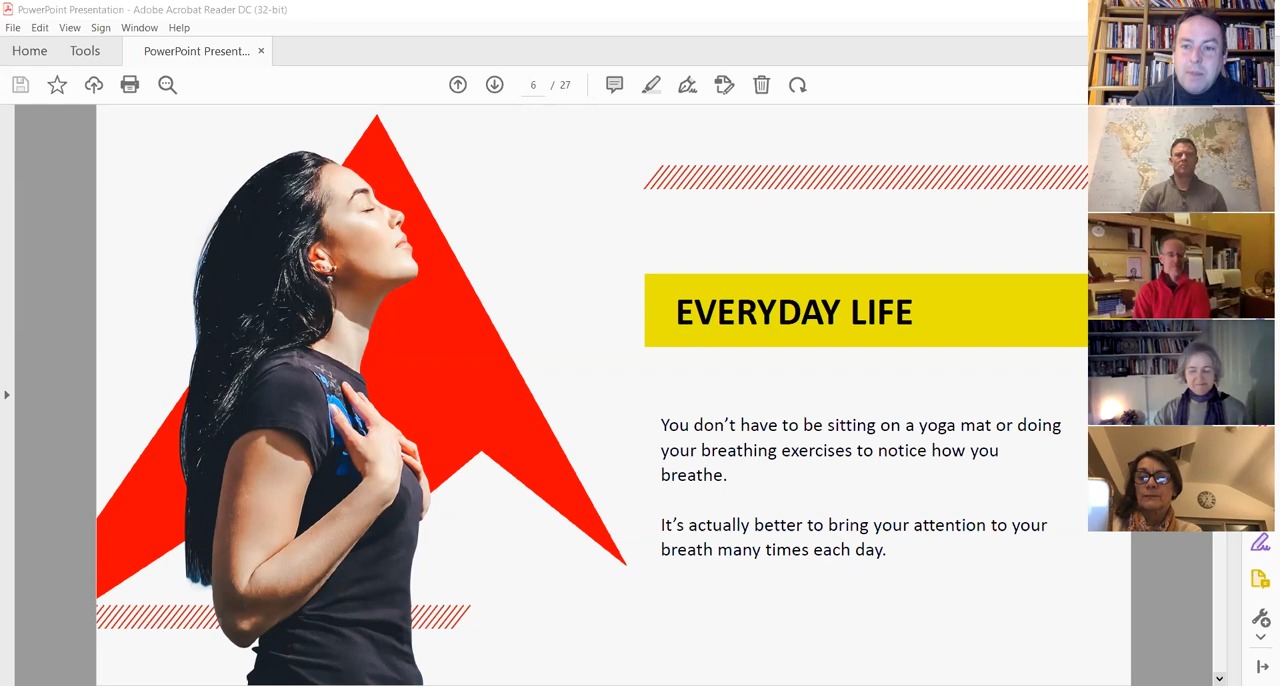 PowerPoint Presentation - Adobe Acrobat Reader DC (32-bit)
File Edit View Sign Window Help
Home Tools PowerPoint Present... ×
6 / 27
EVERYDAY LIFE
You don’t have to be sitting on a yoga mat or doing
your breathing exercises to notice how you
breathe.
It’s actually better to bring your attention to your
breath many times each day.